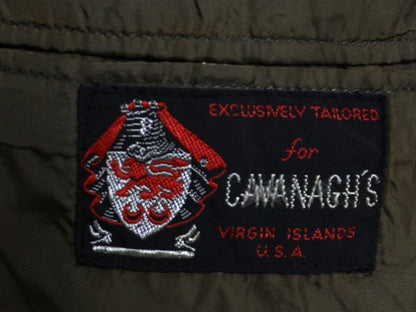 EXCLUSIVELY TAILORED
for
CAVANAGH'S
VIRGIN ISLANDS
U.S.A.